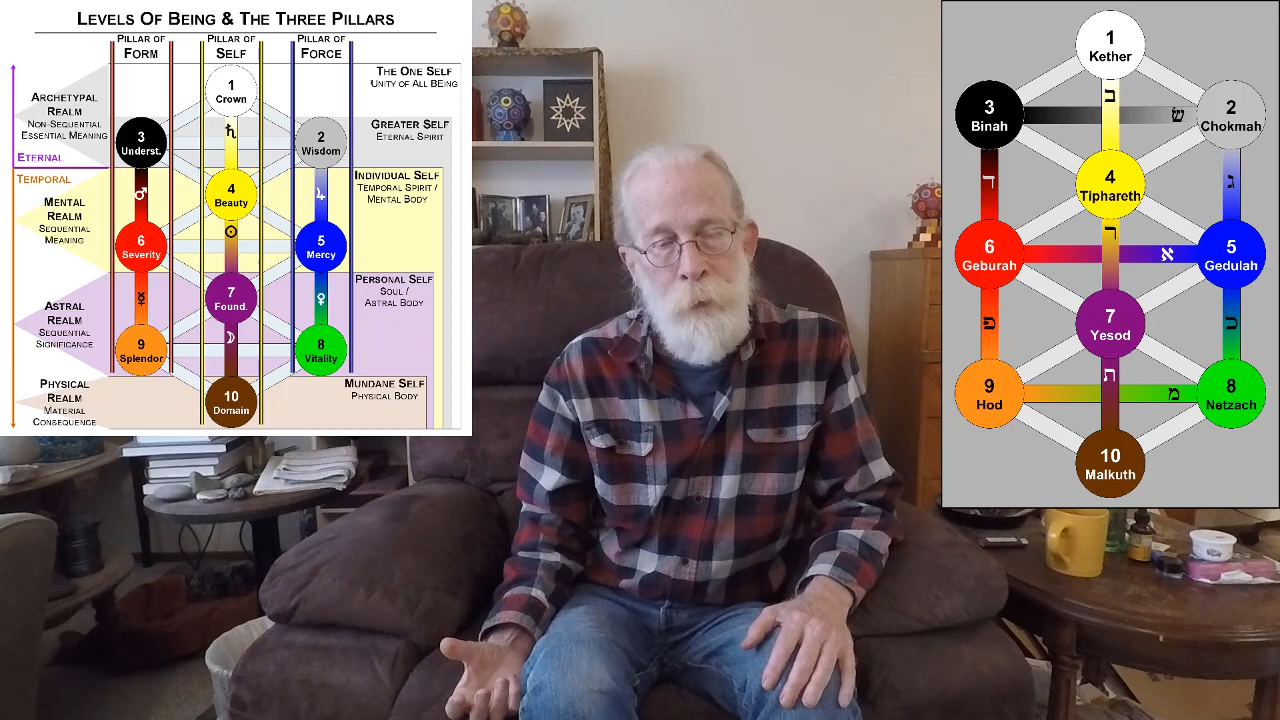 Levels Of Being & The Three Pillars
Pillar of
Form
Pillar of
Self
Pillar of
Force
The One Self
Unity of All BEing
1
Crown
Archetypal
Realm
Non-Sequential
Essential Meaning
Greater Self
Eternal Spirit
3
Underst.
♄
2
Wisdom
Eternal
Temporal
Individual Self
Temporal Spirit /
Mental Body
♂
4
Beauty
♃
Mental
Realm
Sequential
Meaning
6
Severity
☉
5
Mercy
Personal Self
Soul /
Astral Body
☿
7
Found.
♀
Astral
Realm
Sequential
Significance
9
Splendor
☽
8
Vitality
Mundane Self
Physical Body
Physical
Realm
Material
Consequence
10
Domain
1
Kether
ב
3
Binah
ש
2
Chokmah
ד
4
Tiphareth
ג
ר
6
Geburah
א
5
Gedulah
פ
7
Yesod
כ
ת
9
Hod
מ
8
Netzach
10
Malkuth